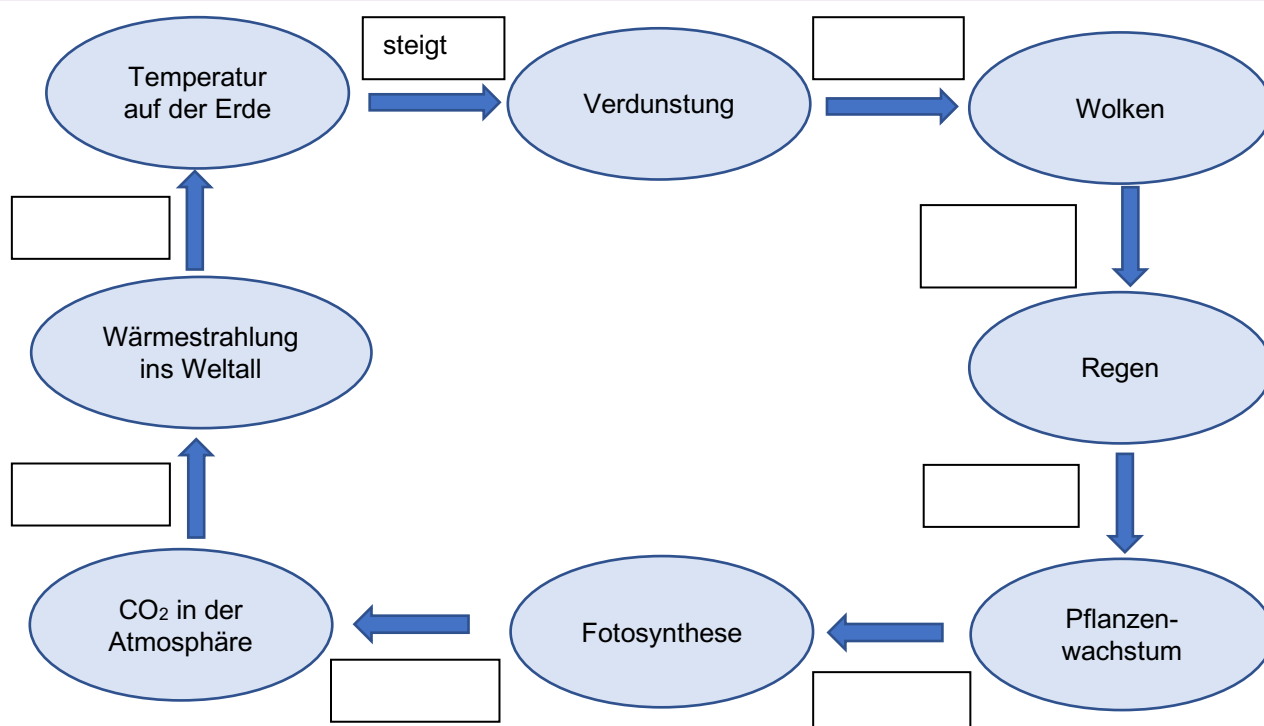 Temperatur
auf der Erde
steigt
Verdunstung
Wolken
Regen
Pflanzen-
wachstum
Fotosynthese
CO₂ in der
Atmosphäre
Wärmestrahlung
ins Weltall